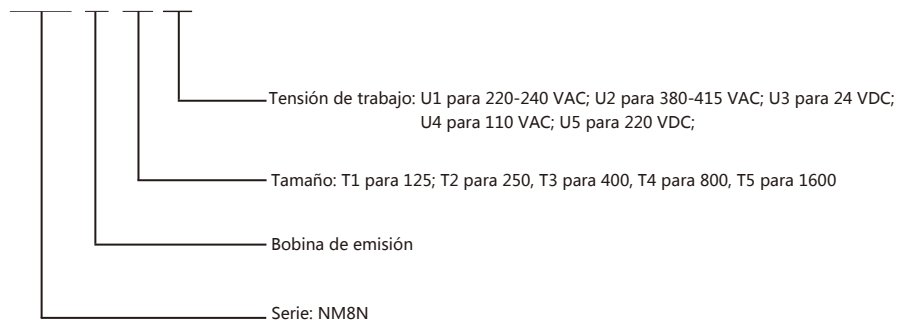 Tensión de trabajo: U1 para 220-240 VAC; U2 para 380-415 VAC; U3 para 24 VDC;
U4 para 110 VAC; U5 para 220 VDC;
Tamaño: T1 para 125; T2 para 250, T3 para 400, T4 para 800, T5 para 1600
Bobina de emisión
Serie: NM8N